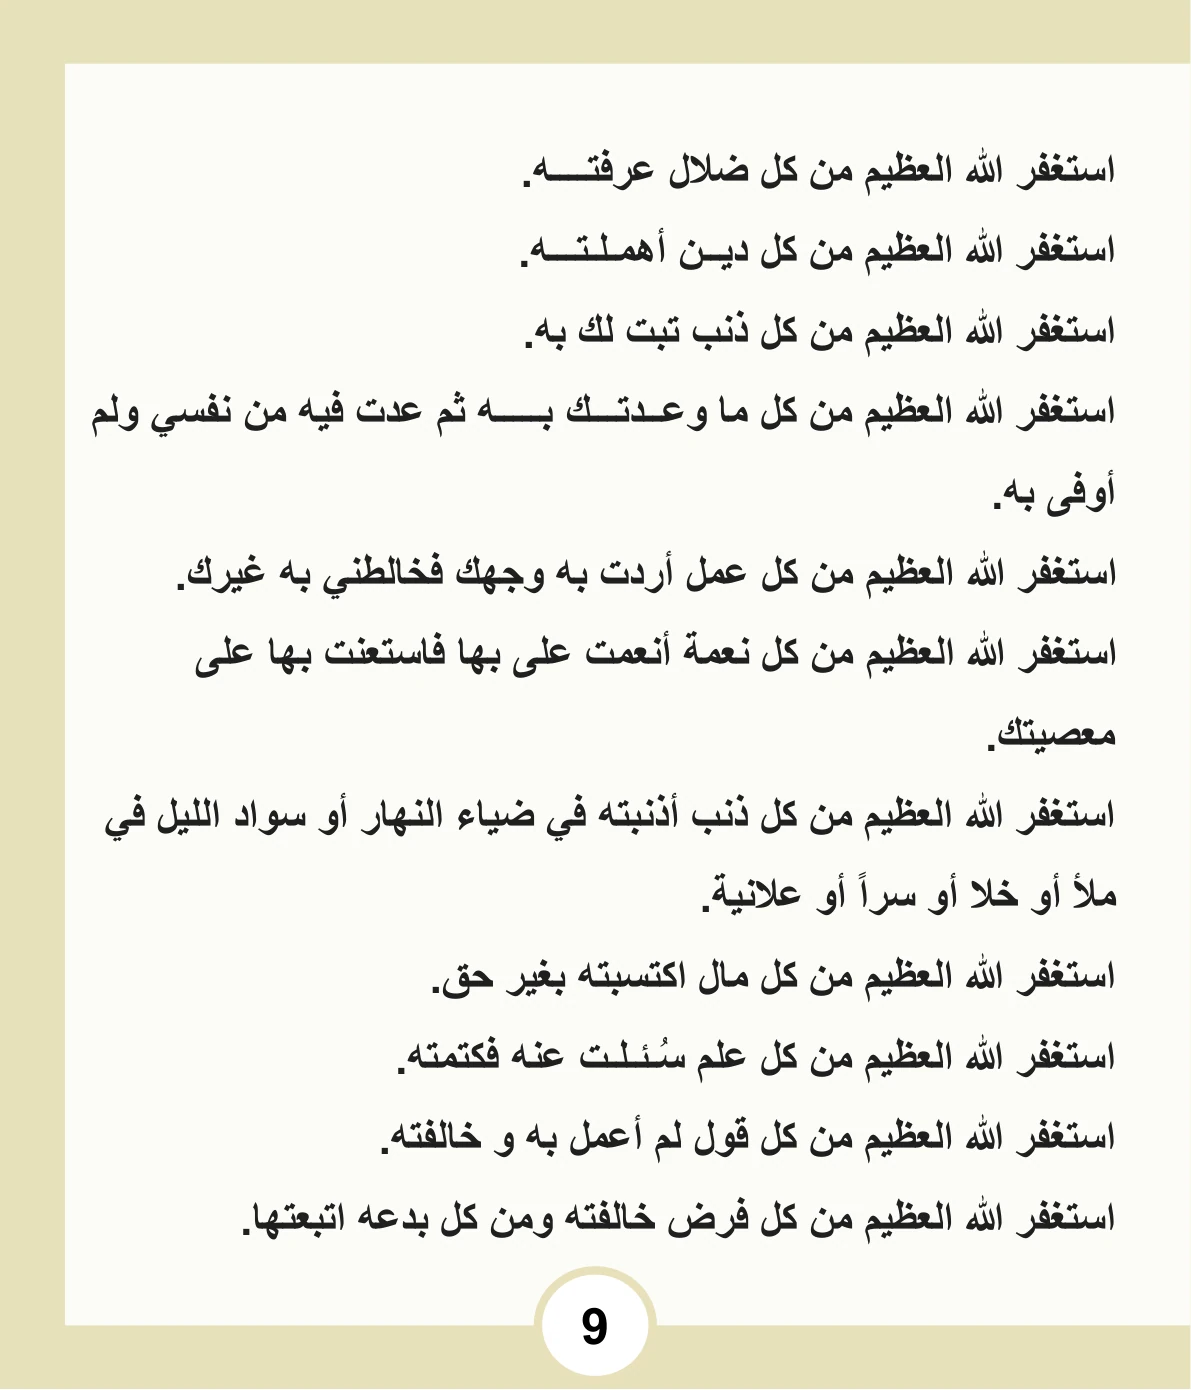 استغفر الله العظيم من كل ضلال عرفتــــه.
استغفر الله العظيم من كل ديــن أهمـلـتــــه.
استغفر الله العظيم من كل ذنب تبت لك به.
استغفر الله العظيم من كل ما وعــدتـــك بـــــه ثم عدت فيه من نفسي ولم
أوفى به.
استغفر الله العظيم من كل عمل أردت به وجهك فخالطني به غيرك.
استغفر الله العظيم من كل نعمة أنعمت على بها فاستعنت بها على
معصيتك.
استغفر الله العظيم من كل ذنب أذنبته في ضياء النهار أو سواد الليل في
ملأ أو خلا أو سراً أو علانية.
استغفر الله العظيم من كل مال اكتسبته بغير حق.
استغفر الله العظيم من كل علم سُـئـلـت عنه فكتمته.
استغفر الله العظيم من كل قول لم أعمل به و خالفته.
استغفر الله العظيم من كل فرض خالفته ومن كل بدعه اتبعتها.
9